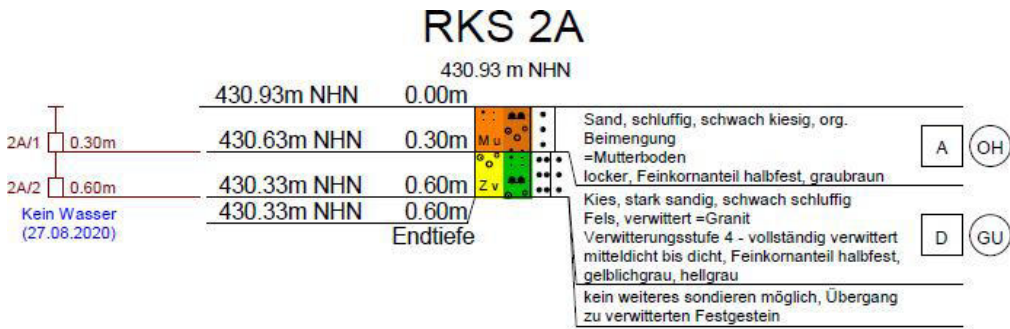 RKS 2A
430.93 m NHN
430.93m NHN 0.00m
2A/1 0.30m
430.63m NHN 0.30m
Mu
Sand, schluffig, schwach kiesig, org.
Beimengung
=Mutterboden
locker, Feinkornanteil halbfest, graubraun
A OH
2A/2 0.60m
430.33m NHN 0.60m
Zv
430.33m NHN 0.60m
Endtiefe
Kein Wasser
(27.08.2020)
Kies, stark sandig, schwach schluffig
Fels, verwittert =Granit
Verwitterungsstufe 4 - vollständig verwittert
mitteldicht bis dicht, Feinkornanteil halbfest,
gelblichgrau, hellgrau
D GU
kein weiteres sondieren möglich, Übergang
zu verwitterten Festgestein